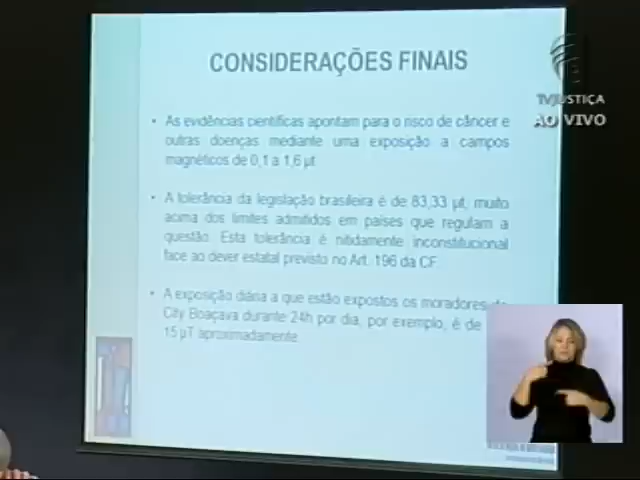 CONSIDERAÇÕES FINAIS
TVJUSTIÇA
AO VIVO
• As evidências científicas apontam para o risco de câncer e
outras doenças mediante uma exposição a campos
magnéticos de 0,1 a 1,6 µt
• A tolerância da legislação brasileira é de 83,33 µt, muito
acima dos limites admitidos em países que regulam a
questão. Esta tolerância é nitidamente inconstitucional
face ao dever estatal previsto no Art. 196 da CF.
• A exposição diária a que estão expostos os moradores
City Boaçava durante 24h por dia, por exemplo, é de
15 µT aproximadamente.